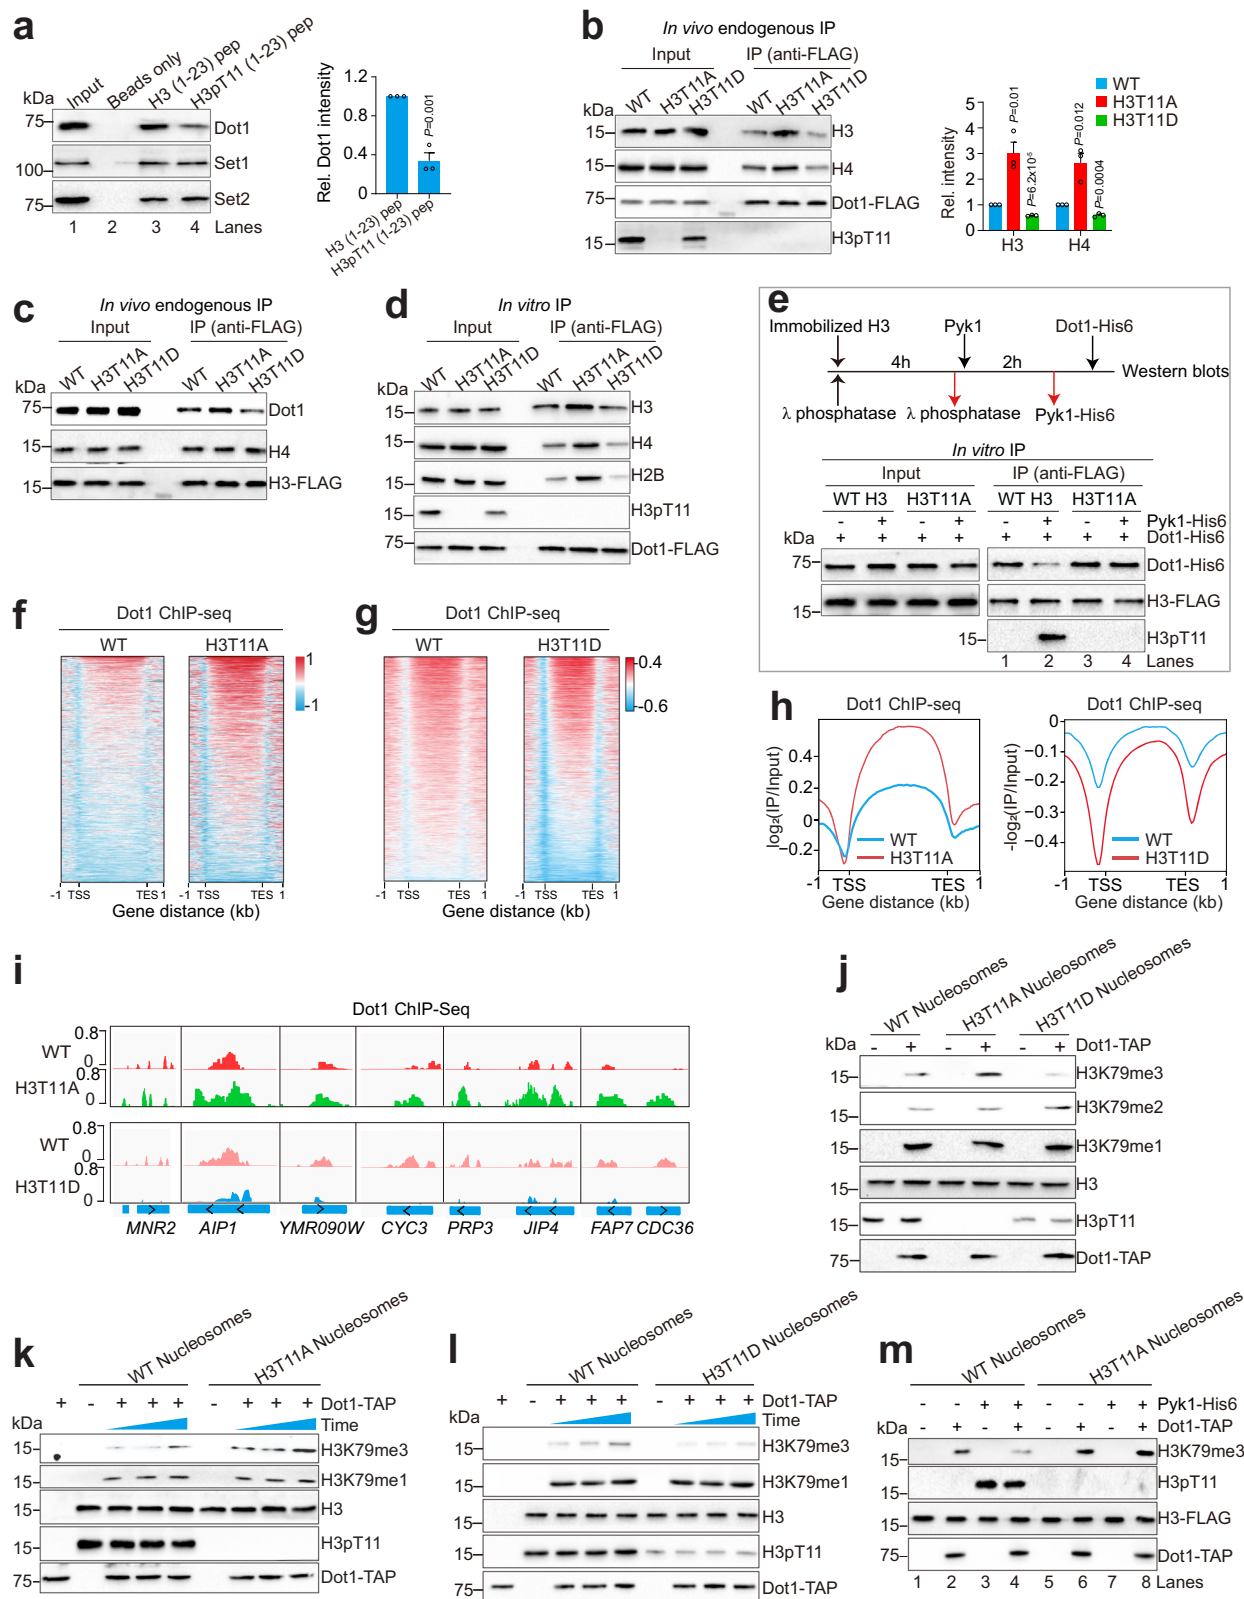 a
kDa
Input
Beads only
H3 (1-23) pep
H3pT11 (1-23) pep
75
Dot1
100
Set1
75
Set2
1 2 3 4 Lanes
Rel. Dot1 intensity
1.2
0.8
0.4
0
P=0.001
H3 (1-23) pep
H3pT11 (1-23) pep
b
In vivo endogenous IP
Input IP (anti-FLAG)
kDa
WT H3T11A H3T11D WT H3T11A H3T11D
15 H3
15 H4
75 Dot1-FLAG
15 H3pT11
WT
H3T11A
H3T11D
Rel. intensity
5
4
3
2
1
0
P=0.01
P=6.2x10-5
P=0.012
P=0.0004
H3 H4
c
In vivo endogenous IP
Input IP (anti-FLAG)
WT H3T11A H3T11D WT H3T11A H3T11D
kDa
75 Dot1
15 H4
15 H3-FLAG
d
In vitro IP
Input IP (anti-FLAG)
WT H3T11A H3T11D WT H3T11A H3T11D
kDa
15 H3
15 H4
15 H2B
15 H3pT11
75 Dot1-FLAG
e
Immobilized H3 Pyk1 Dot1-His6
4h 2h
Western blots
λ phosphatase λ phosphatase Pyk1-His6
In vitro IP
Input IP (anti-FLAG)
WT H3 H3T11A WT H3 H3T11A
- + - + - + - + Pyk1-His6
kDa + + + + + + + + Dot1-His6
75 Dot1-His6
15 H3-FLAG
15 H3pT11
1 2 3 4
Lanes
f
Dot1 ChIP-seq
WT H3T11A
1
-1
-1 TSS TES 1 -1 TSS TES 1
Gene distance (kb)
g
Dot1 ChIP-seq
WT H3T11D
0.4
-0.6
-1 TSS TES 1 -1 TSS TES 1
Gene distance (kb)
h
Dot1 ChIP-seq
log₂(IP/Input)
0.4
0.2
0
−0.2
WT
H3T11A
-1 TSS TES 1
Gene distance (kb)
Dot1 ChIP-seq
-log₂(IP/Input)
0
−0.1
−0.2
−0.3
−0.4
WT
H3T11D
-1 TSS TES 1
Gene distance (kb)
i
Dot1 ChIP-Seq
0.8
WT
0
0.8
H3T11A
0
0.8
WT
0
0.8
H3T11D
0
MNR2 AIP1 YMR090W CYC3 PRP3 JIP4 FAP7 CDC36
j
WT Nucleosomes
H3T11A Nucleosomes
H3T11D Nucleosomes
kDa - + - + - + Dot1-TAP
15 H3K79me3
15 H3K79me2
15 H3K79me1
15 H3
15 H3pT11
75 Dot1-TAP
k
WT Nucleosomes
H3T11A Nucleosomes
+ - + + + - + + + Dot1-TAP
kDa Time
15 H3K79me3
15 H3K79me1
15 H3
15 H3pT11
75 Dot1-TAP
l
WT Nucleosomes
H3T11D Nucleosomes
+ - + + + - + + + Dot1-TAP
kDa Time
15 H3K79me3
15 H3K79me1
15 H3
15 H3pT11
75 Dot1-TAP
m
WT Nucleosomes
H3T11A Nucleosomes
- - + + - - + + Pyk1-His6
kDa - + - + - + - + Dot1-TAP
15 H3K79me3
15 H3pT11
15 H3-FLAG
75 Dot1-TAP
1 2 3 4 5 6 7 8 Lanes